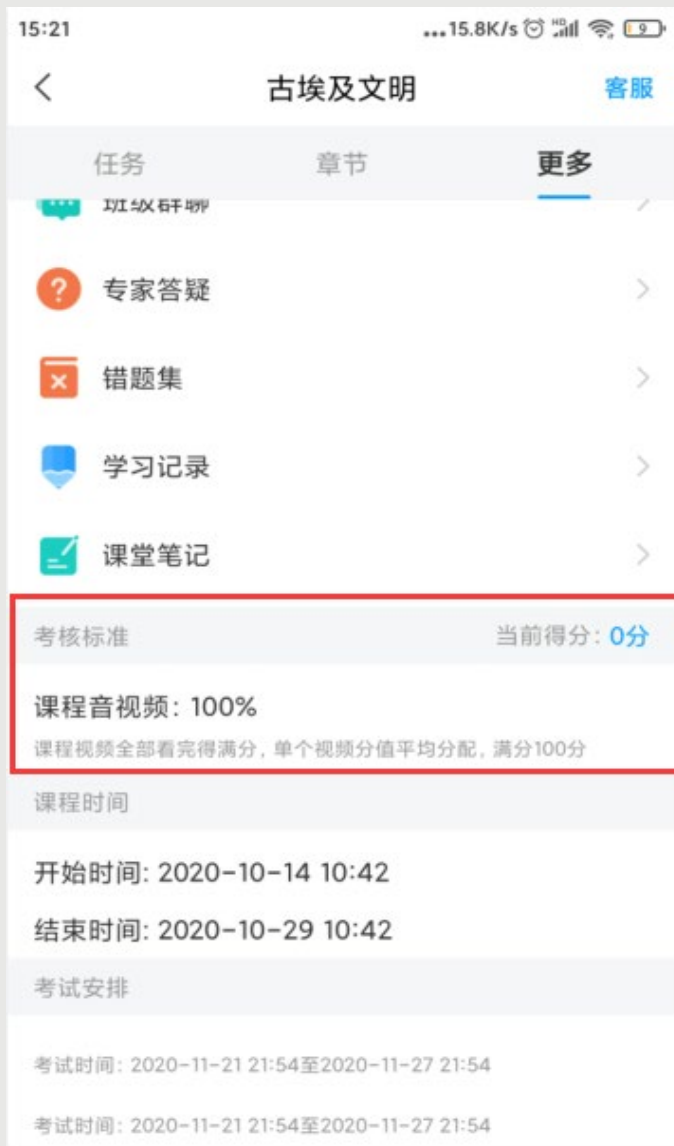 15:21
...15.8K/s HD 9
古埃及文明 客服
任务 章节 更多
班级群聊
专家答疑
错题集
学习记录
课堂笔记
考核标准 当前得分：0分
课程音视频：100%
课程视频全部看完得满分，单个视频分值平均分配，满分100分
课程时间
开始时间: 2020-10-14 10:42
结束时间: 2020-10-29 10:42
考试安排
考试时间：2020-11-21 21:54至2020-11-27 21:54
考试时间：2020-11-21 21:54至2020-11-27 21:54